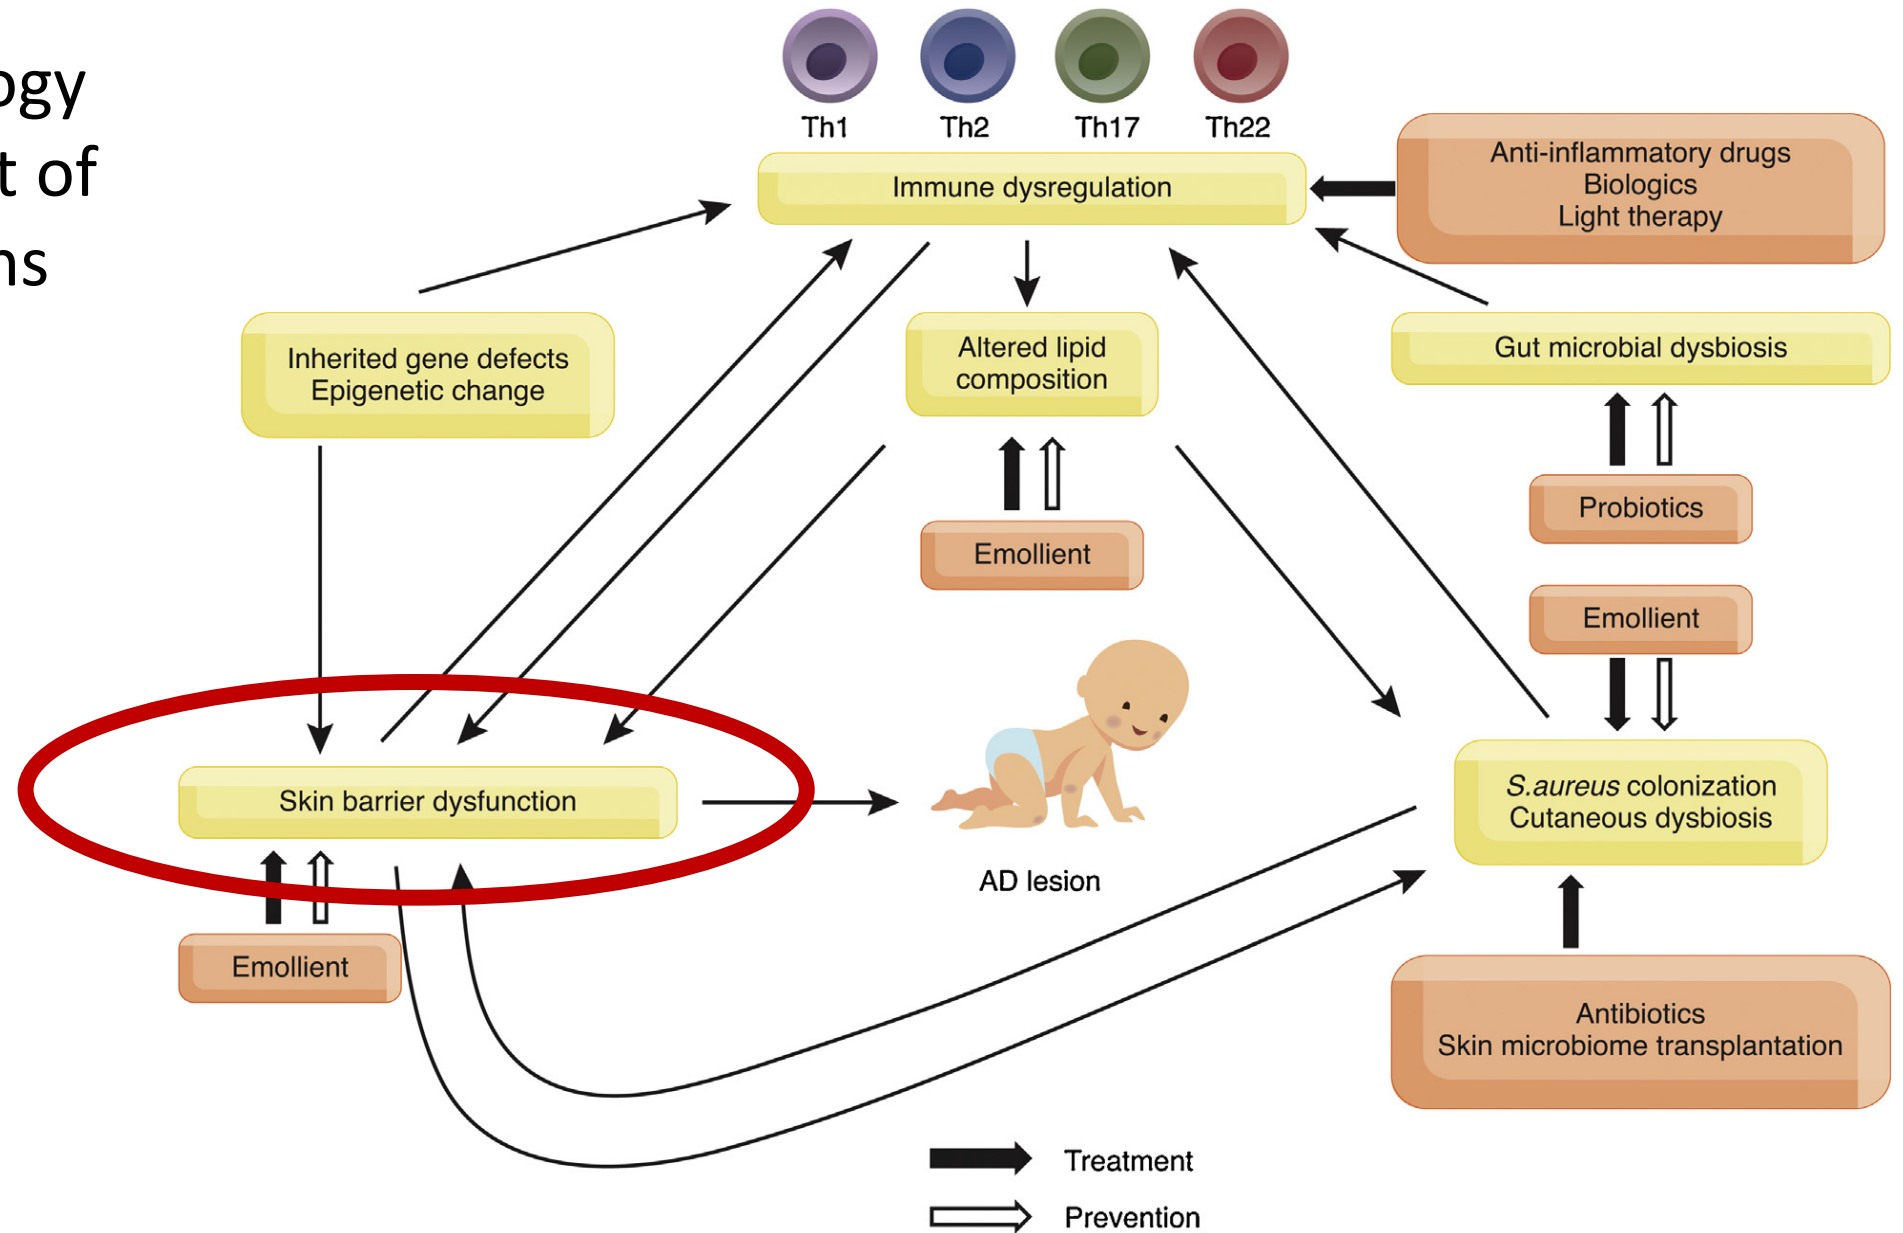 ogy
t of
ns
Th1
Th2
Th17
Th22
Immune dysregulation
Anti-inflammatory drugs
Biologics
Light therapy
Inherited gene defects
Epigenetic change
Altered lipid
composition
Gut microbial dysbiosis
Probiotics
Emollient
Emollient
Skin barrier dysfunction
AD lesion
S.aureus colonization
Cutaneous dysbiosis
Emollient
Antibiotics
Skin microbiome transplantation
Treatment
Prevention